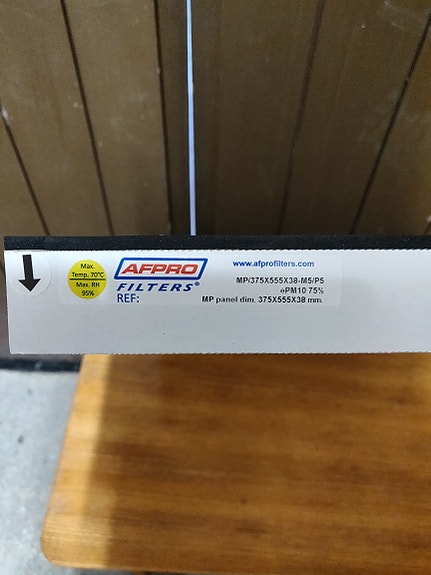 Max.
Temp. 70°C
Max. RH
95%
AFPRO
FILTERS®
REF:
www.afprofilters.com
MP/375X555X38-M5/P5
ePM10 75%
MP panel dim. 375X555X38 mm.